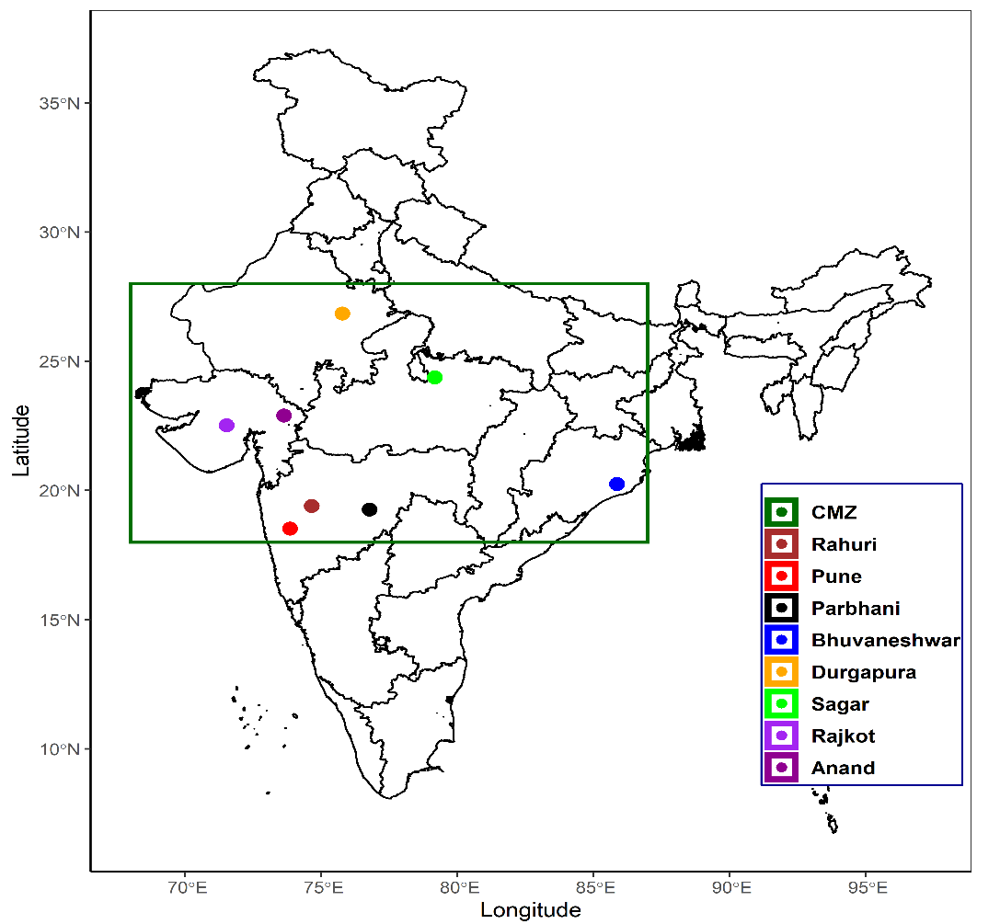 35°N
30°N
25°N
20°N
15°N
10°N
Latitude
CMZ
Rahuri
Pune
Parbhani
Bhuvaneshwar
Durgapura
Sagar
Rajkot
Anand
70°E 75°E 80°E 85°E 90°E 95°E
Longitude